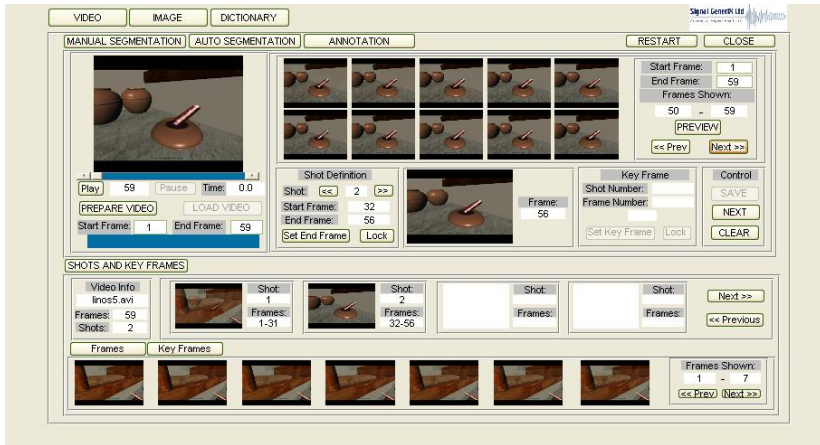 VIDEO IMAGE DICTIONARY
Signal GeneriX Ltd
MANUAL SEGMENTATION AUTO SEGMENTATION ANNOTATION RESTART CLOSE
Start Frame: 1
End Frame: 59
Frames Shown:
50 - 59
PREVIEW
<< Prev Next >>
Play 59 Pause Time: 0.0
PREPARE VIDEO LOAD VIDEO
Start Frame: 1 End Frame: 59
Shot Definition
Shot: << 2 >>
Start Frame: 32
End Frame: 56
Set End Frame Lock
Frame:
56
Key Frame
Shot Number:
Frame Number:
Set Key Frame Lock
Control
SAVE
NEXT
CLEAR
SHOTS AND KEY FRAMES
Video Info
linos5.avi
Frames: 59
Shots: 2
Shot:
1
Frames:
1-31
Shot:
2
Frames:
32-56
Shot:
Frames:
Shot:
Frames:
Next >>
<< Previous
Frames Key Frames
Frames Shown:
1 - 7
<< Prev Next >>